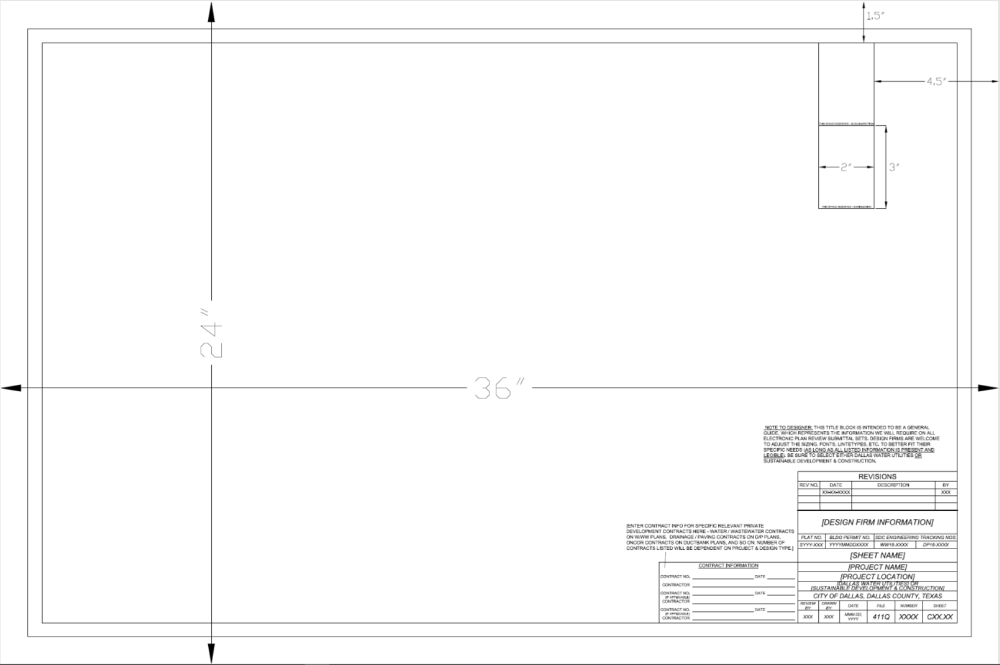 1.5"
4.5"
THIS SPACE RESERVED - BLDG INSPECTION
2"
3"
THIS SPACE RESERVED - ENGINEERING
24"
36"
NOTE TO DESIGNER: THIS TITLE BLOCK IS INTENDED TO BE A GENERAL
GUIDE, WHICH REPRESENTS THE INFORMATION WE WILL REQUIRE ON ALL
ELECTRONIC PLAN REVIEW SUBMITTAL SETS. DESIGN FIRMS ARE WELCOME
TO ADJUST THE SIZING, FONTS, LINTETYPES, ETC. TO BETTER FIT THEIR
SPECIFIC NEEDS (AS LONG AS ALL LISTED INFORMATION IS PRESENT AND
LEGIBLE). BE SURE TO SELECT EITHER DALLAS WATER UTILITIES OR
SUSTAINABLE DEVELOPMENT & CONSTRUCTION.
REVISIONS
REV NO. DATE DESCRIPTION BY
XX-XX-XXXX XXX
[DESIGN FIRM INFORMATION]
PLAT NO. BLDG PERMIT NO. SDC ENGINEERING TRACKING NOS.
SYYY-XXX YYYYMMDDXXXX WW18-XXXX DP18-XXXX
[SHEET NAME]
[PROJECT NAME]
[PROJECT LOCATION]
[DALLAS WATER UTILITIES] OR
[SUSTAINABLE DEVELOPMENT & CONSTRUCTION]
CITY OF DALLAS, DALLAS COUNTY, TEXAS
REVIEW BY: DRAWN BY: DATE FILE NUMBER SHEET
XXX XXX MMM DD, YYYY 411Q XXXX CXX.XX
[ENTER CONTRACT INFO FOR SPECIFIC RELEVANT PRIVATE
DEVELOPMENT CONTRACTS HERE - WATER / WASTEWATER CONTRACTS
ON W/WW PLANS, DRAINAGE / PAVING CONTRACTS ON D/P PLANS,
ONCOR CONTRACTS ON DUCTBANK PLANS, AND SO ON. NUMBER OF
CONTRACTS LISTED WILL BE DEPENDENT ON PROJECT & DESIGN TYPE.]
CONTRACT INFORMATION
CONTRACT NO. DATE
CONTRACTOR
CONTRACT NO. DATE
(IF APPLICABLE)
CONTRACTOR
CONTRACT NO. DATE
(IF APPLICABLE)
CONTRACTOR